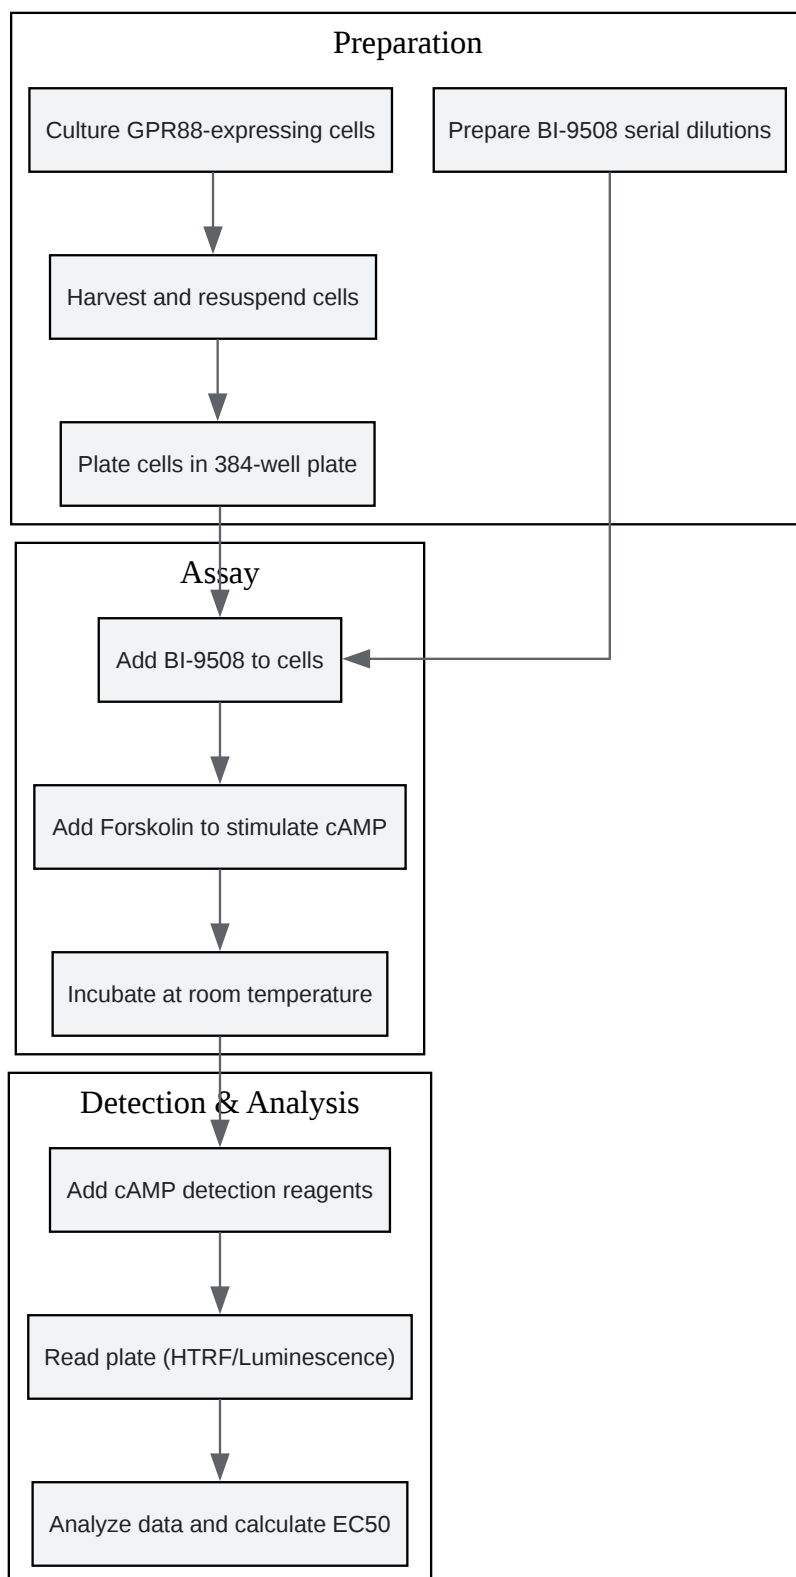 Preparation
Culture GPR88-expressing cells
Prepare BI-9508 serial dilutions
Harvest and resuspend cells
Plate cells in 384-well plate
Assay
Add BI-9508 to cells
Add Forskolin to stimulate cAMP
Incubate at room temperature
Detection & Analysis
Add cAMP detection reagents
Read plate (HTRF/Luminescence)
Analyze data and calculate EC50